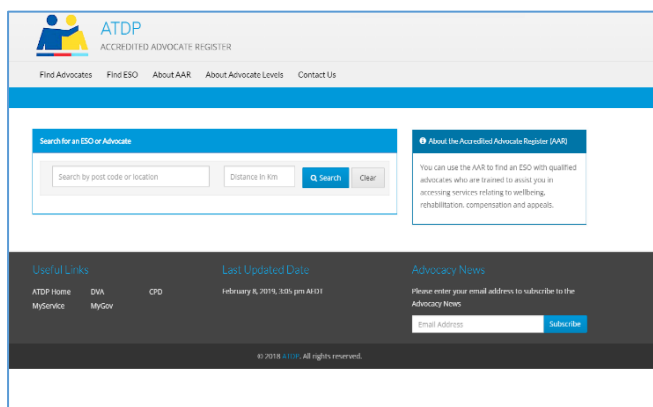 ATDP
ACCREDITED ADVOCATE REGISTER
Find Advocates Find ESO About AAR About Advocate Levels Contact Us
Search for an ESO or Advocate
Search by post code or location Distance in Km Search Clear
About the Accredited Advocate Register (AAR)
You can use the AAR to find an ESO with qualified
advocates who are trained to assist you in
accessing services relating to wellbeing,
rehabilitation, compensation and appeals.
Useful Links
ATDP Home DVA CPD
MyService MyGov
Last Updated Date
February 8, 2019, 3:05 pm AEDT
Advocacy News
Please enter your email address to subscribe to the
Advocacy News
Email Address Subscribe
© 2018 ATDP, All rights reserved.